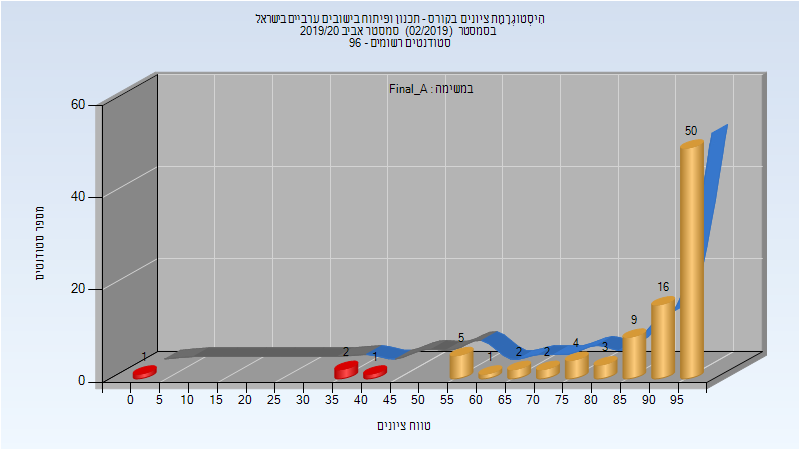 היסטוגרמת ציונים בקורס - תכנון ופיתוח בישובים ערביים בישראל
בסמסטר (02/2019) סמסטר אביב 2019/20
סטודנטים רשומים - 96
במשימה : Final_A
מספר סטודנטים
60
40
20
0
1
2
1
5
1
2
2
4
3
9
16
50
0 5 10 15 20 25 30 35 40 45 50 55 60 65 70 75 80 85 90 95
טווח ציונים